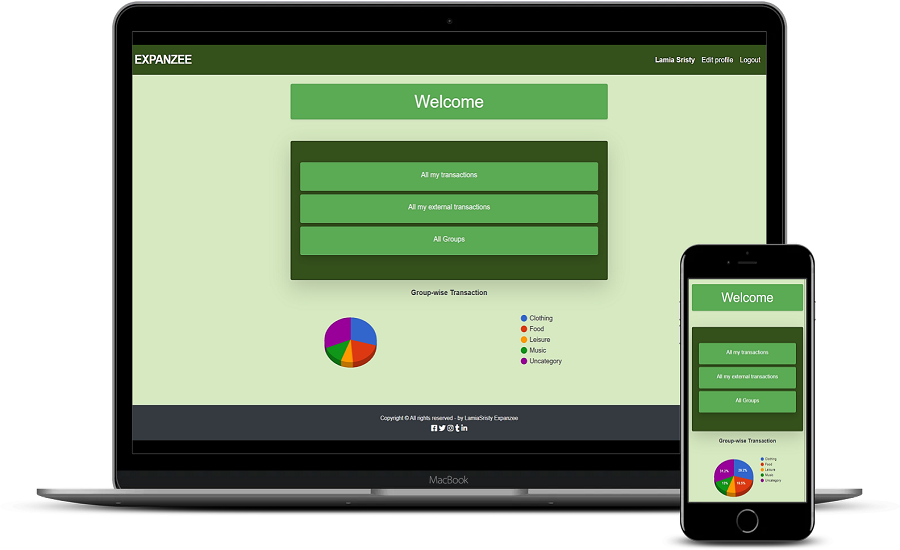 EXPANZEE
Lamia Sristy Edit profile Logout
Welcome
All my transactions
All my external transactions
All Groups
Group-wise Transaction
Clothing
Food
Leisure
Music
Uncategory
Copyright © All rights reserved - by LamiaSristy Expanzee
MacBook
Welcome
All my transactions
All my external transactions
All Groups
Group-wise Transaction
Clothing
Food
Leisure
Music
Uncategory